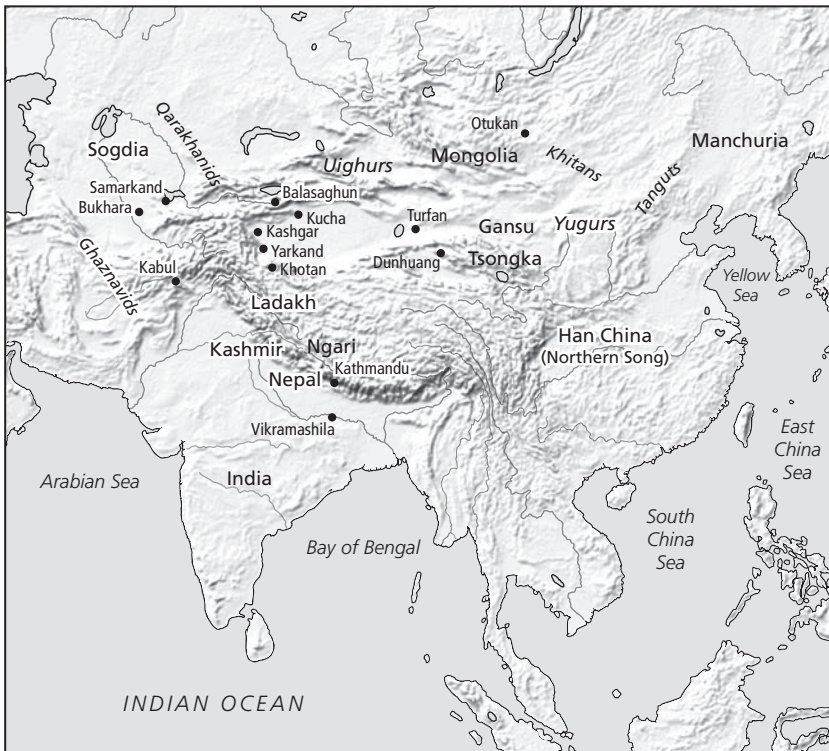 Otukan
Qarakhanids
Manchuria
Sogdia
Mongolia
Khitans
Uighurs
Samarkand
Balasaghun
Tanguts
Bukhara
Kucha
Turfan
Gansu
Yugurs
Kashgar
Yarkand
Ghaznavids
Kabul
Khotan
Dunhuang
Tsongka
Yellow
Sea
Ladakh
Han China
(Northern Song)
Kashmir
Ngari
Kathmandu
Nepal
Vikramashila
East
China
Sea
Arabian Sea
India
South
China
Sea
Bay of Bengal
INDIAN OCEAN